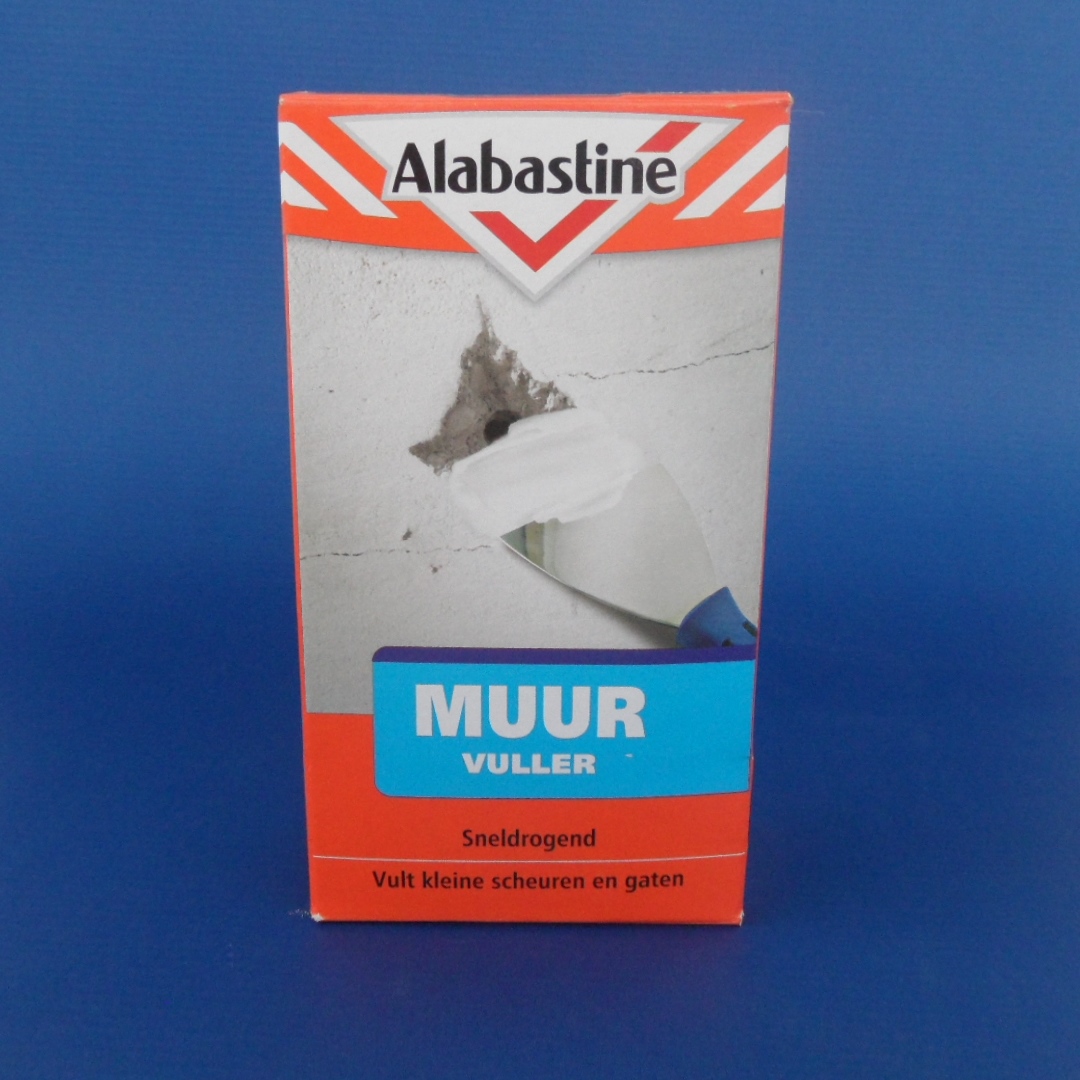 Alabastine
MUUR
VULLER
Sneldrogend
Vult kleine scheuren en gaten